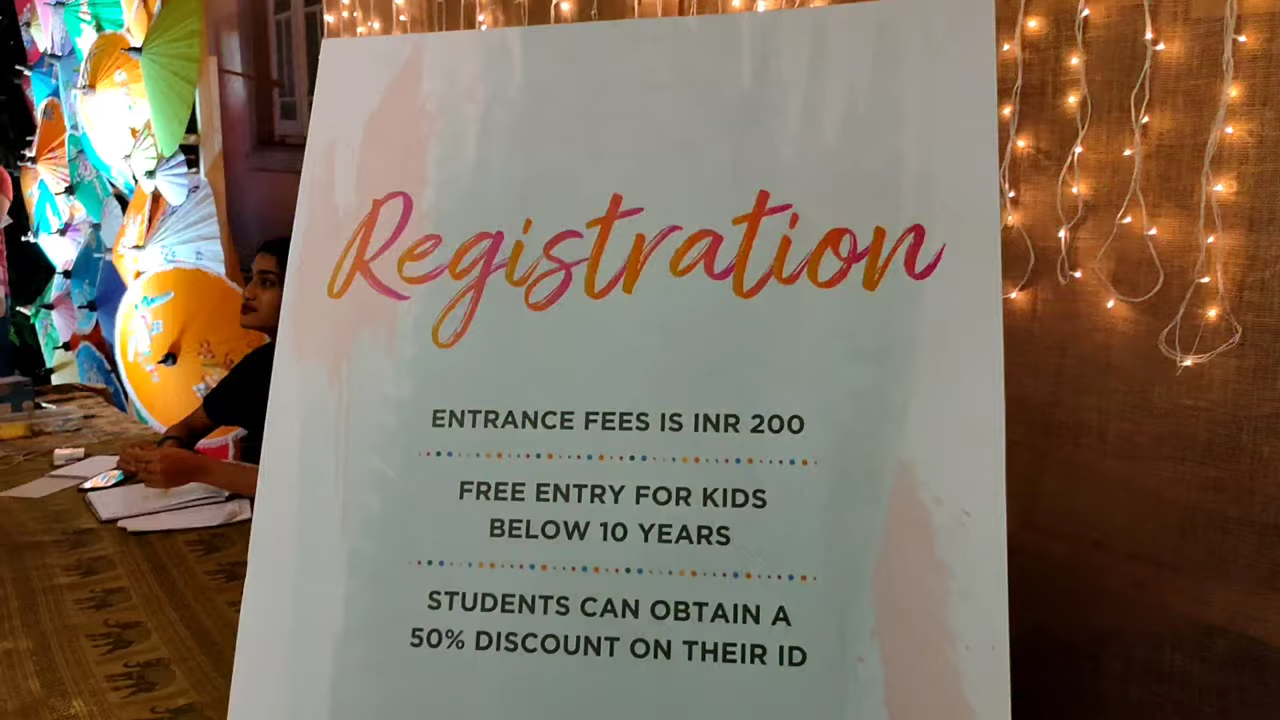 Registration
ENTRANCE FEES IS INR 200
FREE ENTRY FOR KIDS
BELOW 10 YEARS
STUDENTS CAN OBTAIN A
50% DISCOUNT ON THEIR ID